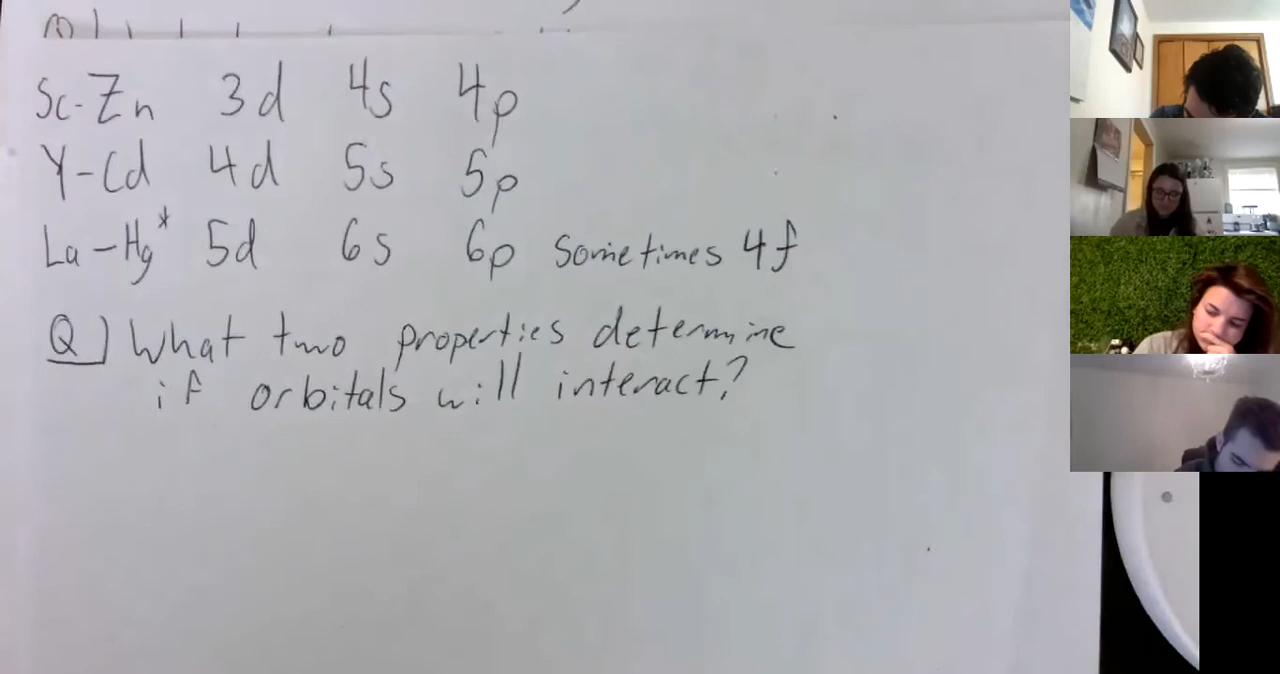 Sc-Zn 3d 4s 4p
Y-Cd 4d 5s 5p
La-Hg* 5d 6s 6p Sometimes 4f
Q] What two properties determine
if orbitals will interact?